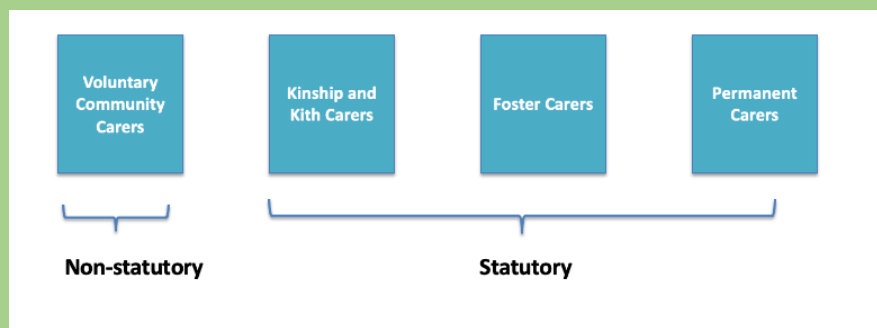 Voluntary
Community
Carers
Kinship and
Kith Carers
Foster Carers
Permanent
Carers
Non-statutory
Statutory